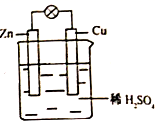 Zn
Cu
稀 H₂SO₄